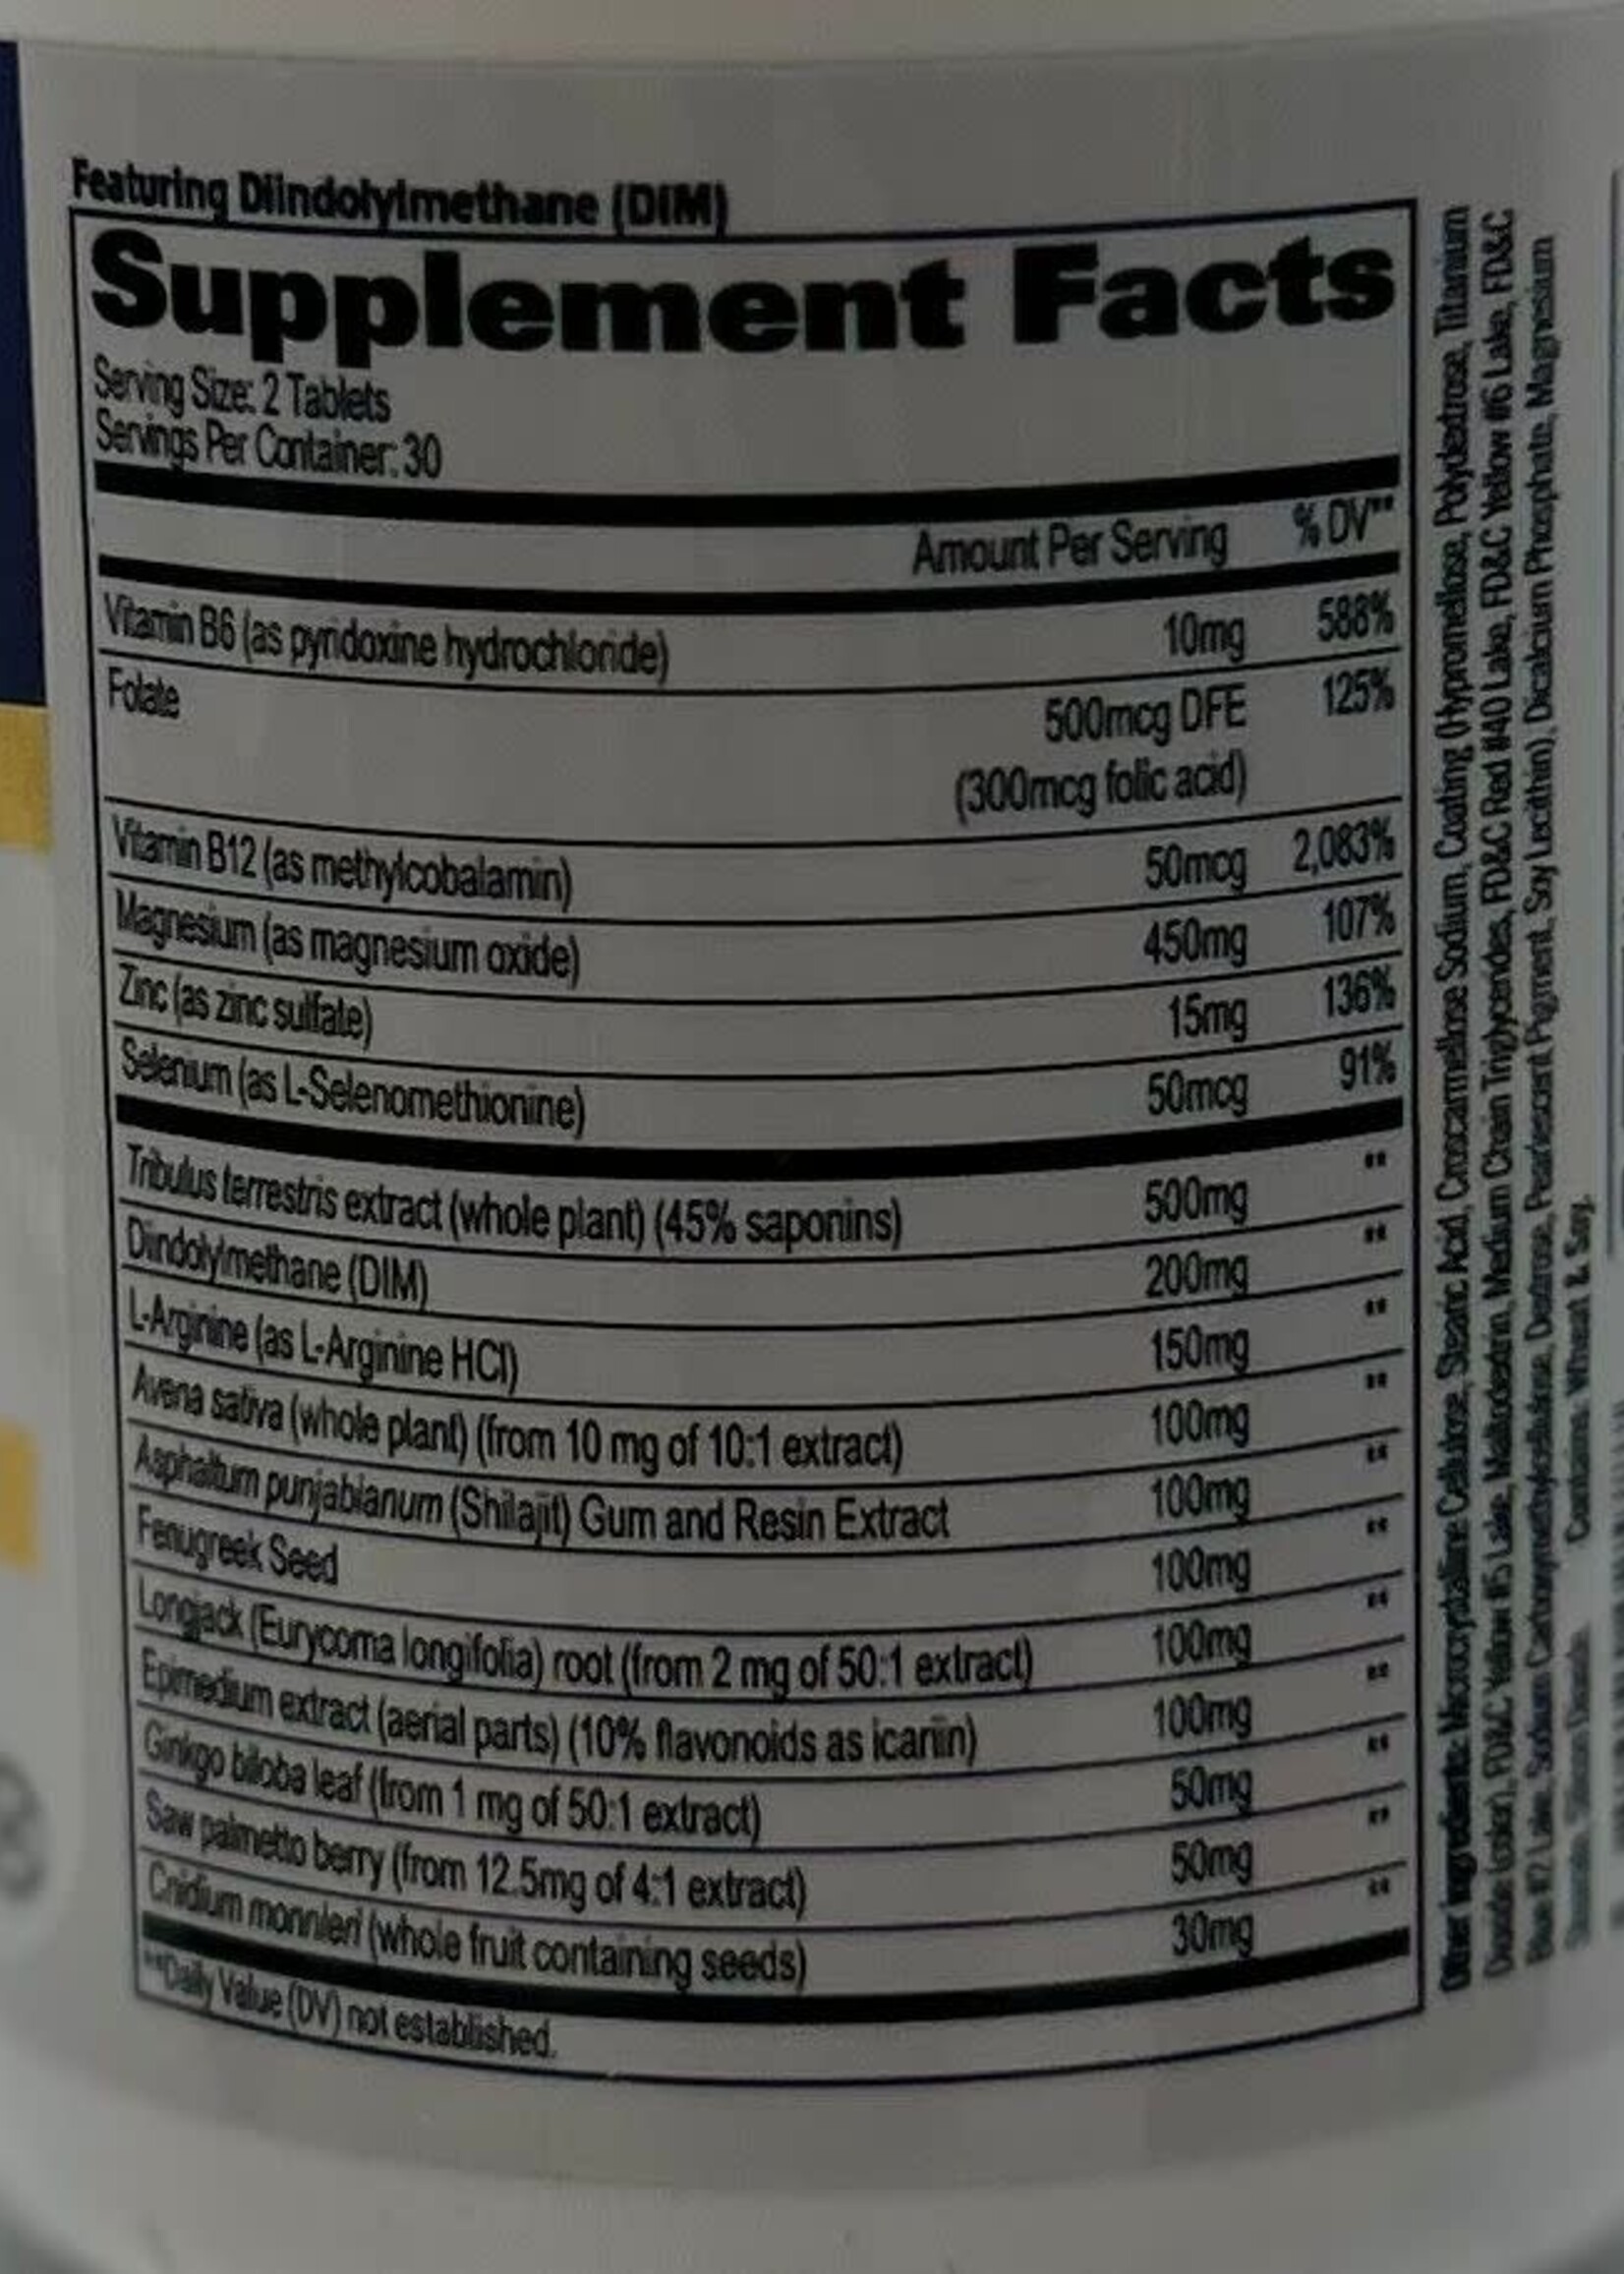 Featuring Diindolylmethane (DIM)
Supplement Facts
Serving Size: 2 Tablets
Servings Per Container: 30
Amount Per Serving % DV**
Vitamin B6 (as pyridoxine hydrochloride) 10mg 588%
Folate 500mcg DFE 125%
(300mcg folic acid)
Vitamin B12 (as methylcobalamin) 50mcg 2,083%
Magnesium (as magnesium oxide) 450mg 107%
Zinc (as zinc sulfate) 15mg 136%
Selenium (as L-Selenomethionine) 50mcg 91%
Tribulus terrestris extract (whole plant) (45% saponins) 500mg **
Diindolylmethane (DIM) 200mg **
L-Arginine (as L-Arginine HCl) 150mg **
Avena sativa (whole plant) (from 10 mg of 10:1 extract) 100mg **
Asphaltum punjabianum (Shilajit) Gum and Resin Extract 100mg **
Fenugreek Seed 100mg **
Longjack (Eurycoma longifolia) root (from 2 mg of 50:1 extract) 100mg **
Epimedium extract (aerial parts) (10% flavonoids as icariin) 100mg **
Ginkgo biloba leaf (from 1 mg of 50:1 extract) 50mg **
Saw palmetto berry (from 12.5mg of 4:1 extract) 50mg **
Cnidium monnieri (whole fruit containing seeds) 30mg **
**Daily Value (DV) not established.
Other Ingredients: Microcrystalline Cellulose, Stearic Acid, Croscarmellose Sodium, Coating (Hypromellose, Polydextrose, Titanium
Dioxide (color), FD&C Yellow #5 Lake, Maltodextrin, Medium Chain Triglycerides, FD&C Red #40 Lake, FD&C Yellow #6 Lake, FD&C
Blue #2 Lake, Sodium Carboxymethylcellulose, Dextrose, Pearlescent Pigment, Soy Lecithin), Dicalcium Phosphate, Magnesium
Contains Wheat & Soy.